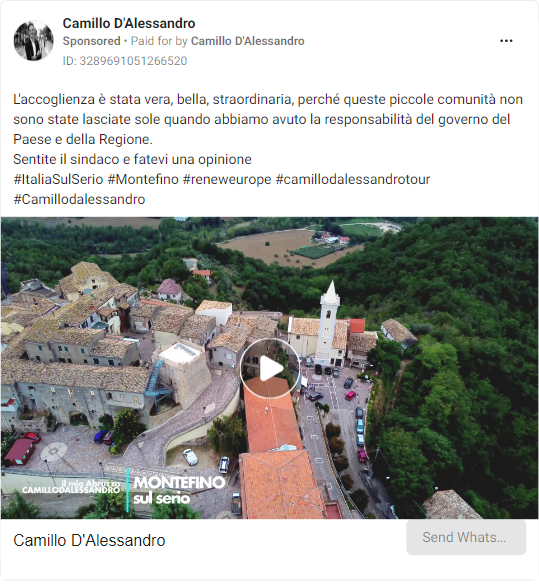 Camillo D'Alessandro
Sponsored • Paid for by Camillo D'Alessandro
ID: 3289691051266520
L'accoglienza è stata vera, bella, straordinaria, perché queste piccole comunità non
sono state lasciate sole quando abbiamo avuto la responsabilità del governo del
Paese e della Regione.
Sentite il sindaco e fatevi una opinione
#ItaliaSulSerio #Montefino #reneweurope #camillodalessandrotour
#Camillodalessandro
il mio Abruzzo
CAMILLODALESSANDRO
MONTEFINO
sul serio
Camillo D'Alessandro
Send Whats...